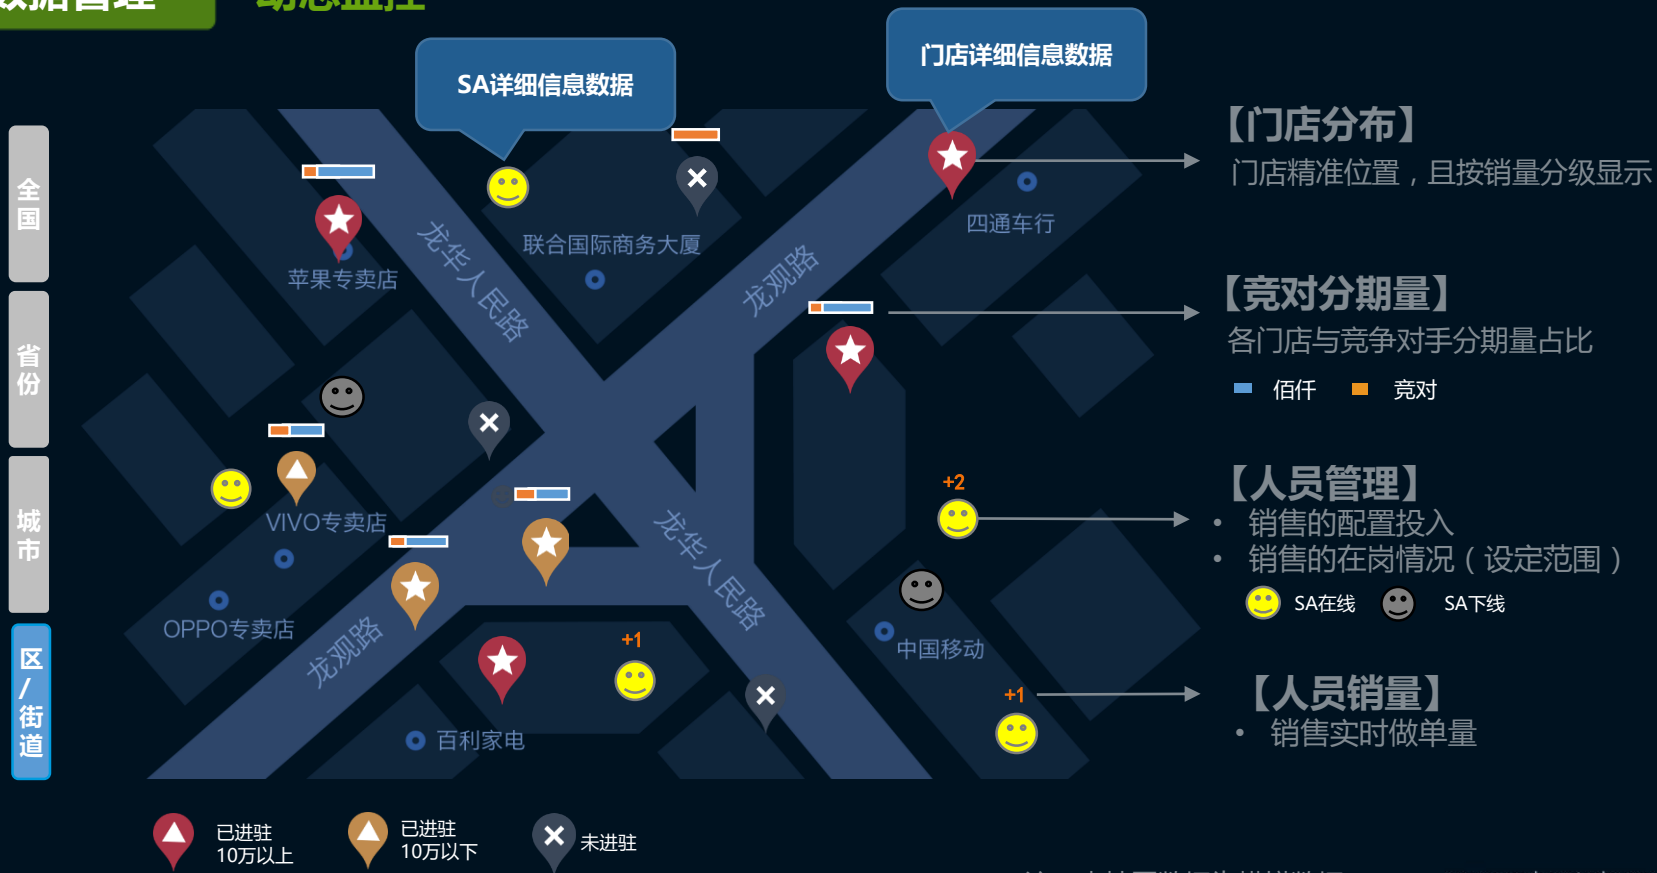 数据管理
动态监控
SA详细信息数据
门店详细信息数据
全国
省份
城市
区/街道
【门店分布】
门店精准位置，且按销量分级显示
【竞对分期量】
各门店与竞争对手分期量占比
佰仟
竞对
【人员管理】
• 销售的配置投入
• 销售的在岗情况（设定范围）
SA在线
SA下线
【人员销量】
• 销售实时做单量
龙华人民路
联合国际商务大厦
龙观路
四通车行
苹果专卖店
VIVO专卖店
OPPO专卖店
龙观路
龙华人民路
+2
中国移动
+1
+1
百利家电
已进驻
10万以上
已进驻
10万以下
未进驻